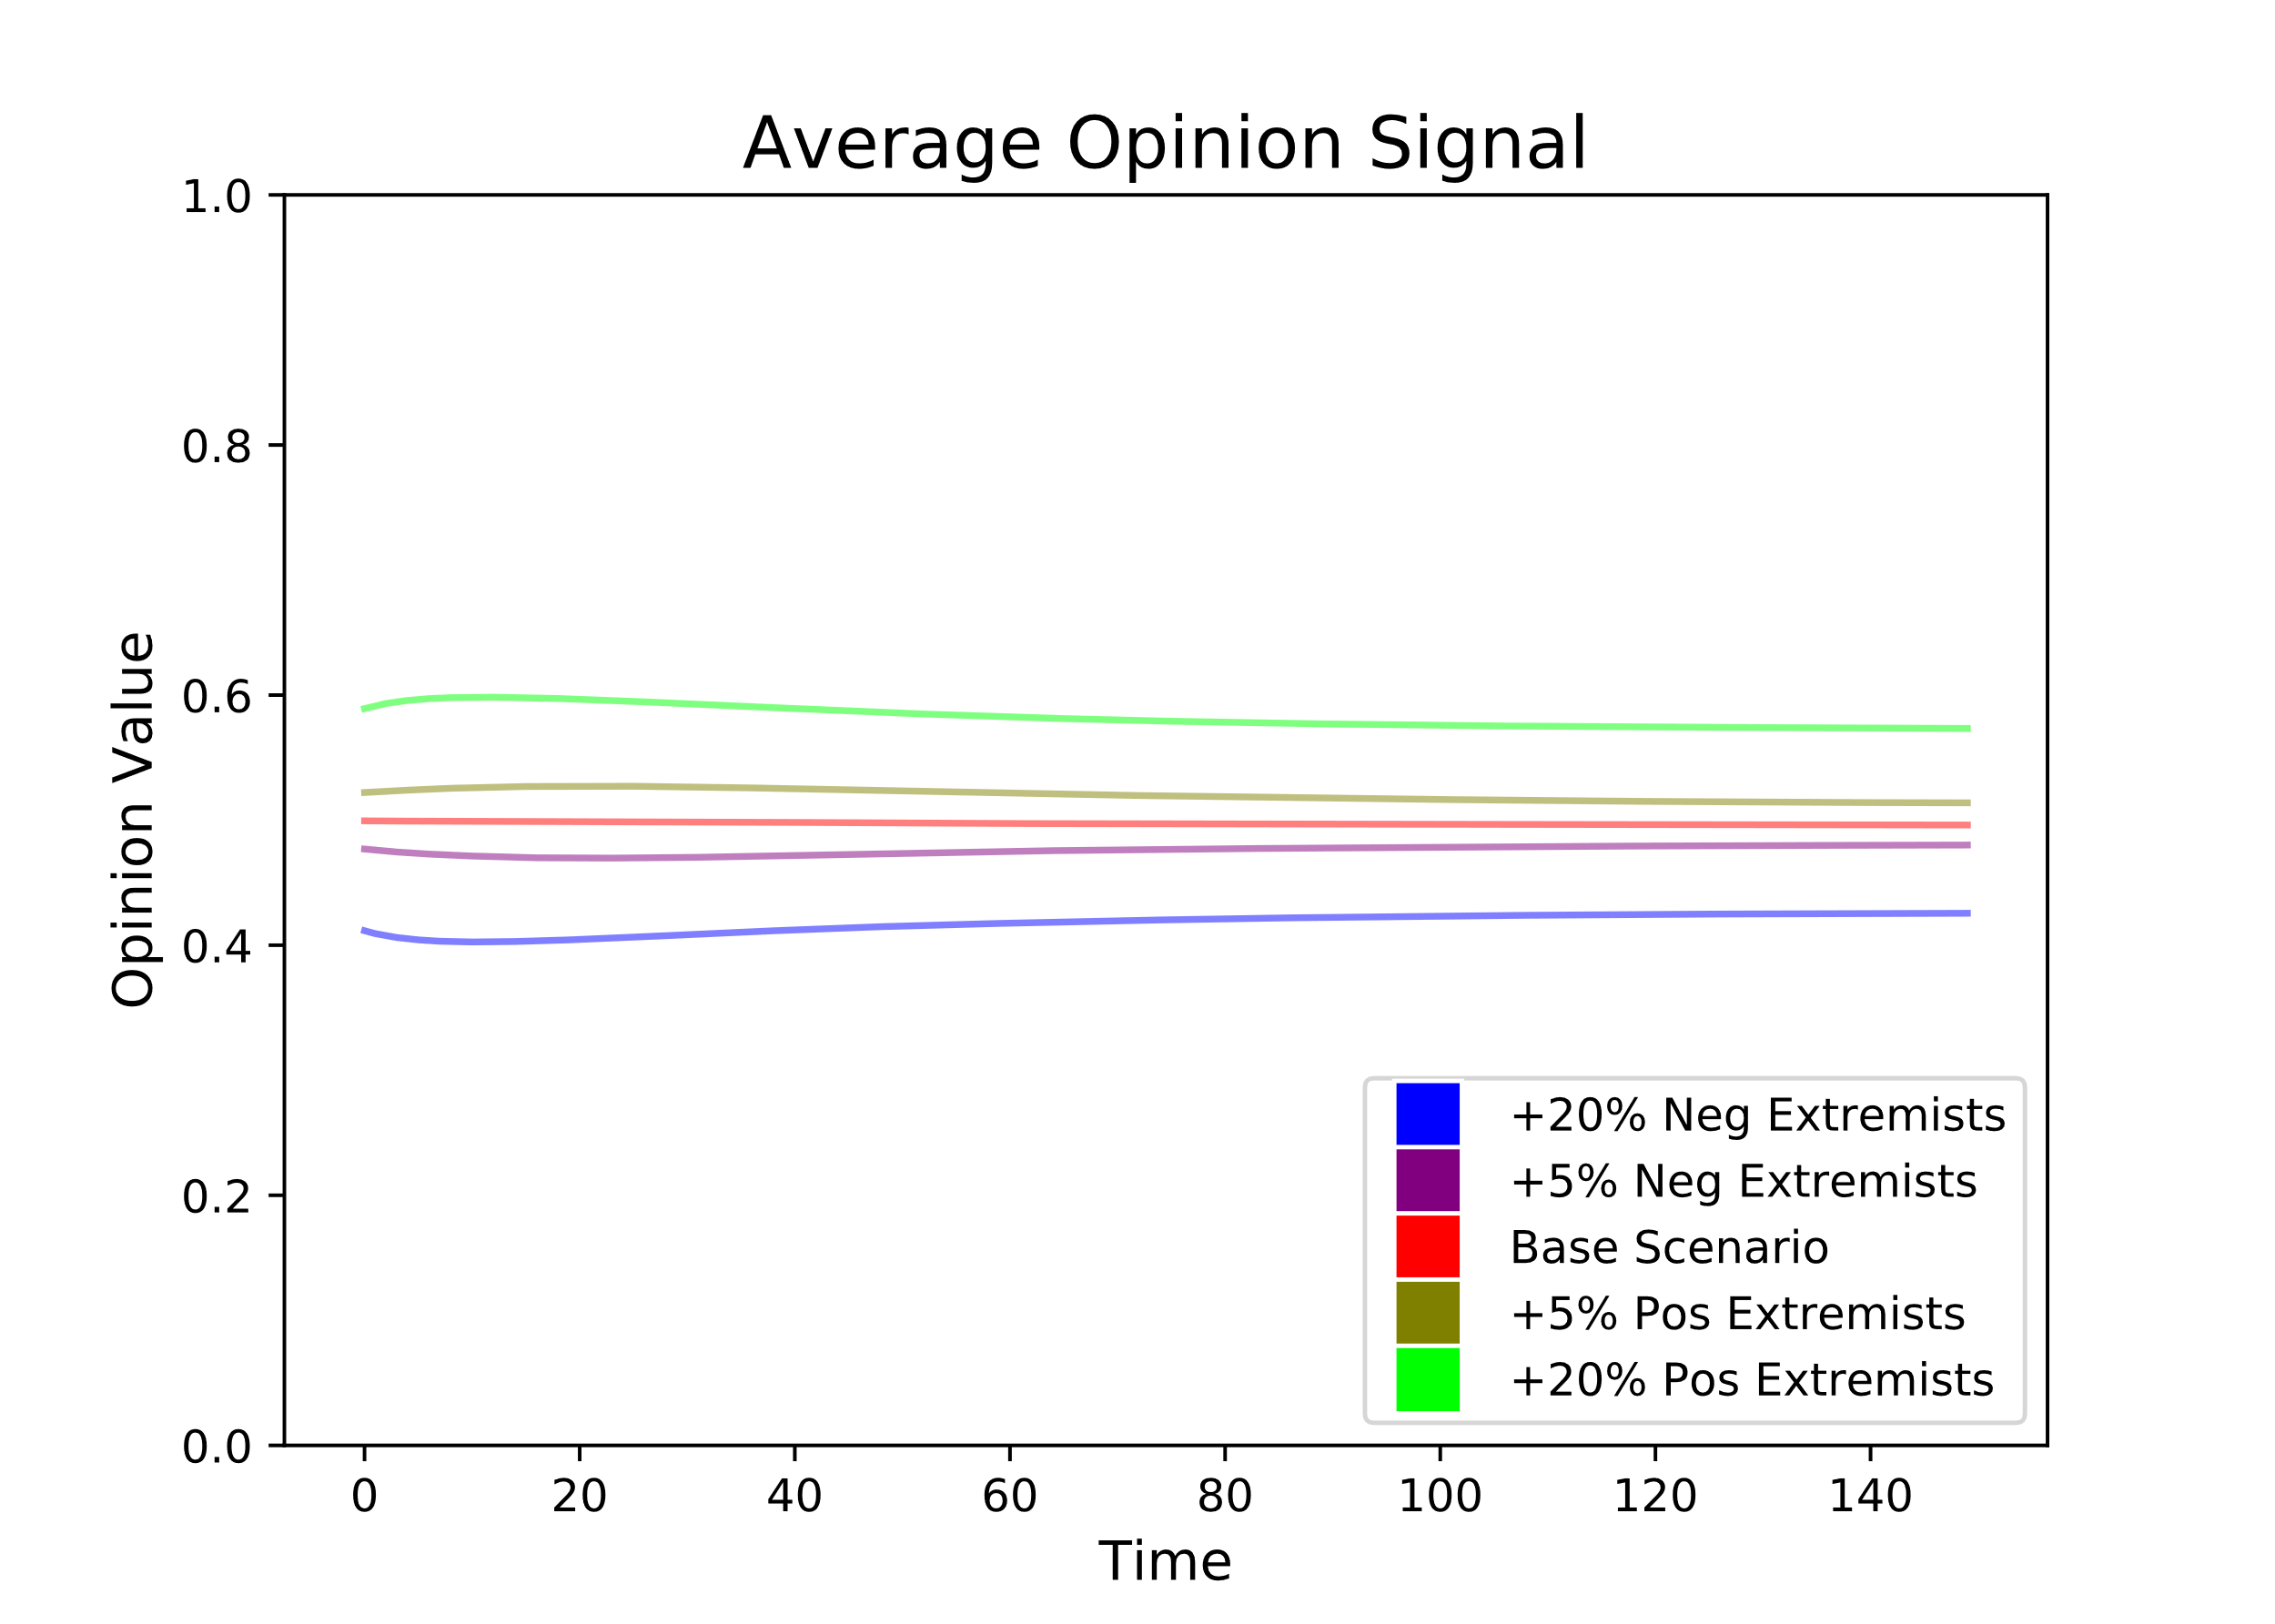 Average Opinion Signal
1.0
0.8
0.6
0.4
0.2
0.0
Opinion Value
0 20 40 60 80 100 120 140
Time
+20% Neg Extremists
+5% Neg Extremists
Base Scenario
+5% Pos Extremists
+20% Pos Extremists